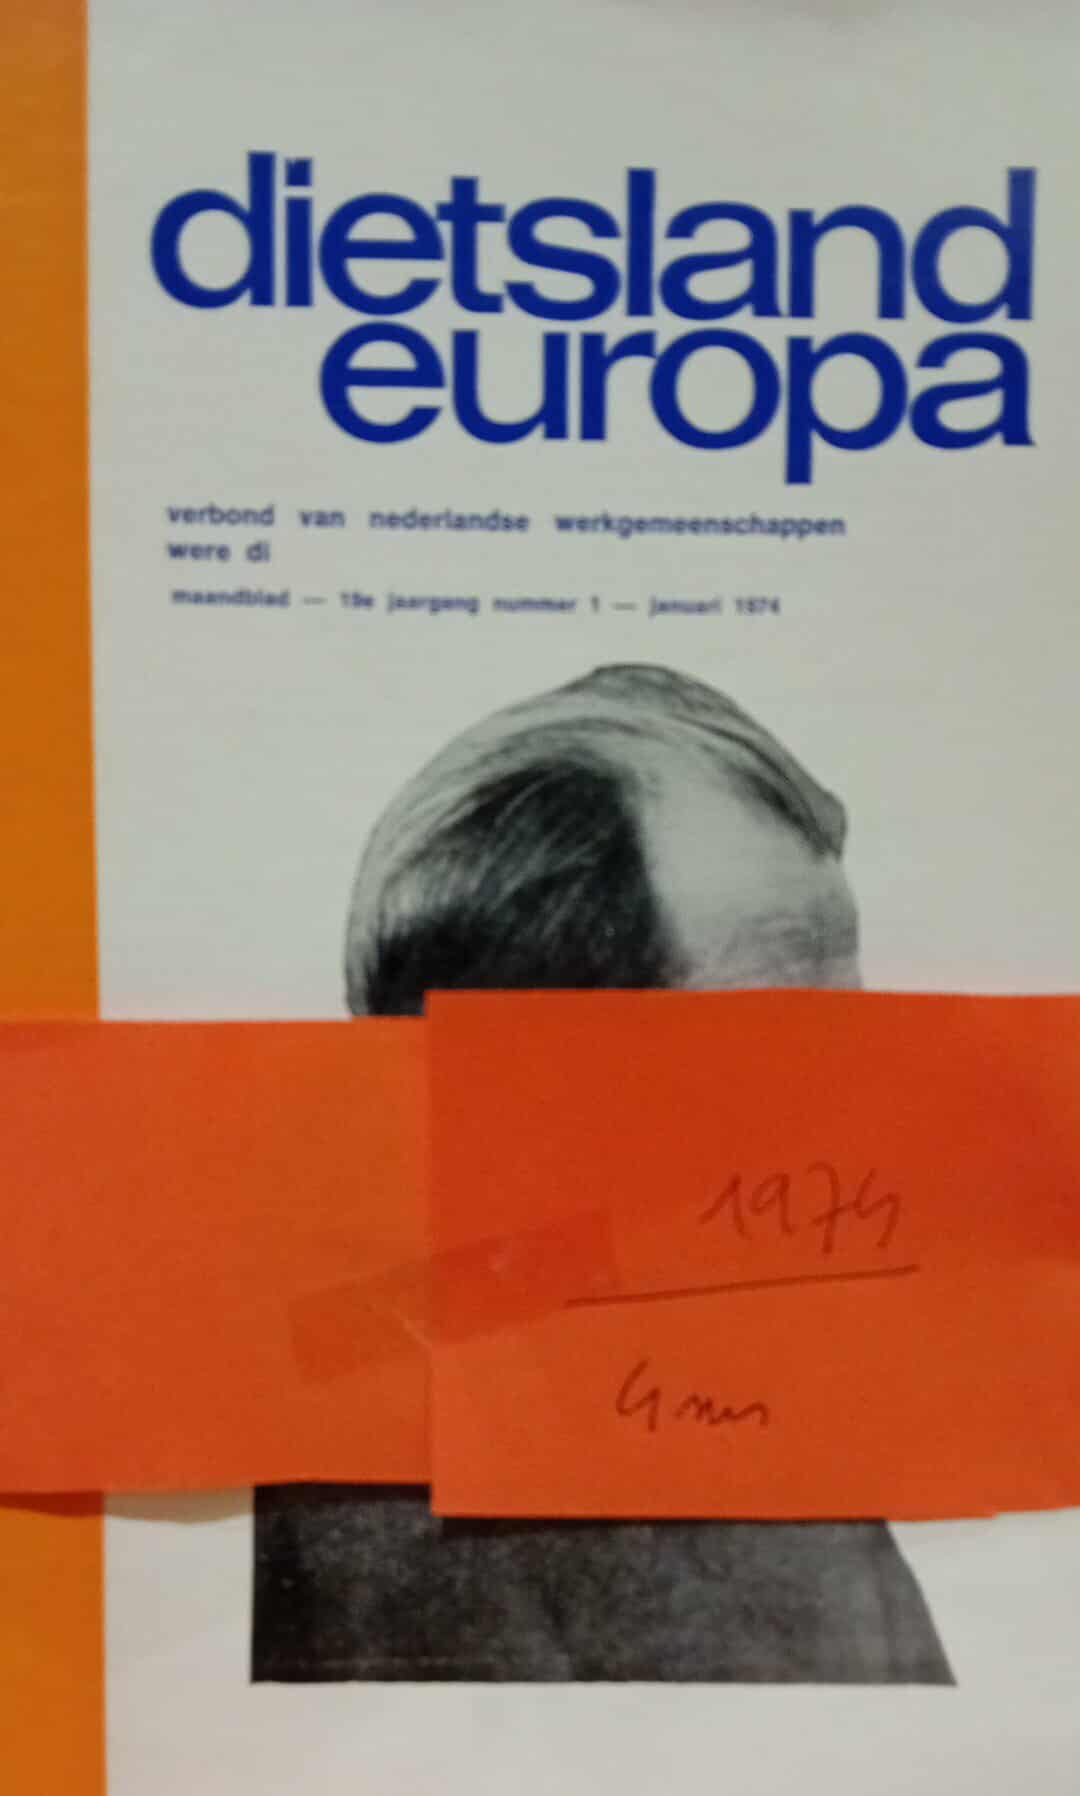 dietsland
europa
verbond van nederlandse werkgemeenschappen
were di
maandblad — 19e jaargang nummer 1 — januari 1974
1974
4 nrs